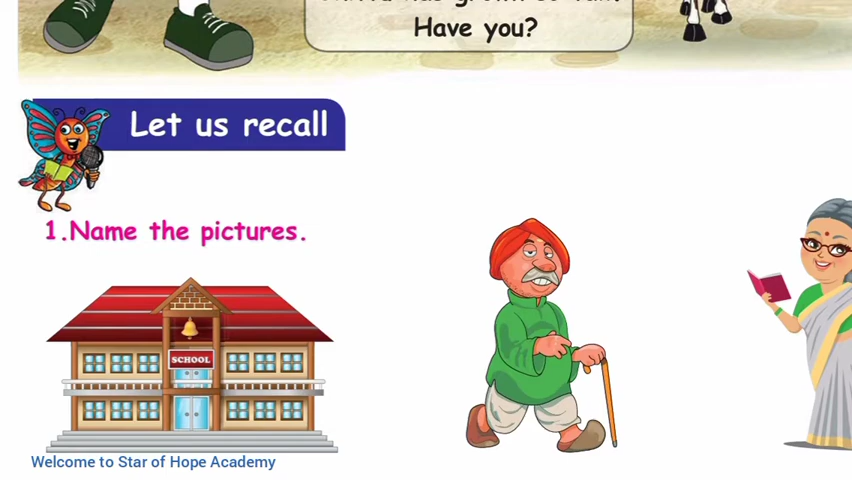 Have you?
Let us recall
1.Name the pictures.
SCHOOL
Welcome to Star of Hope Academy